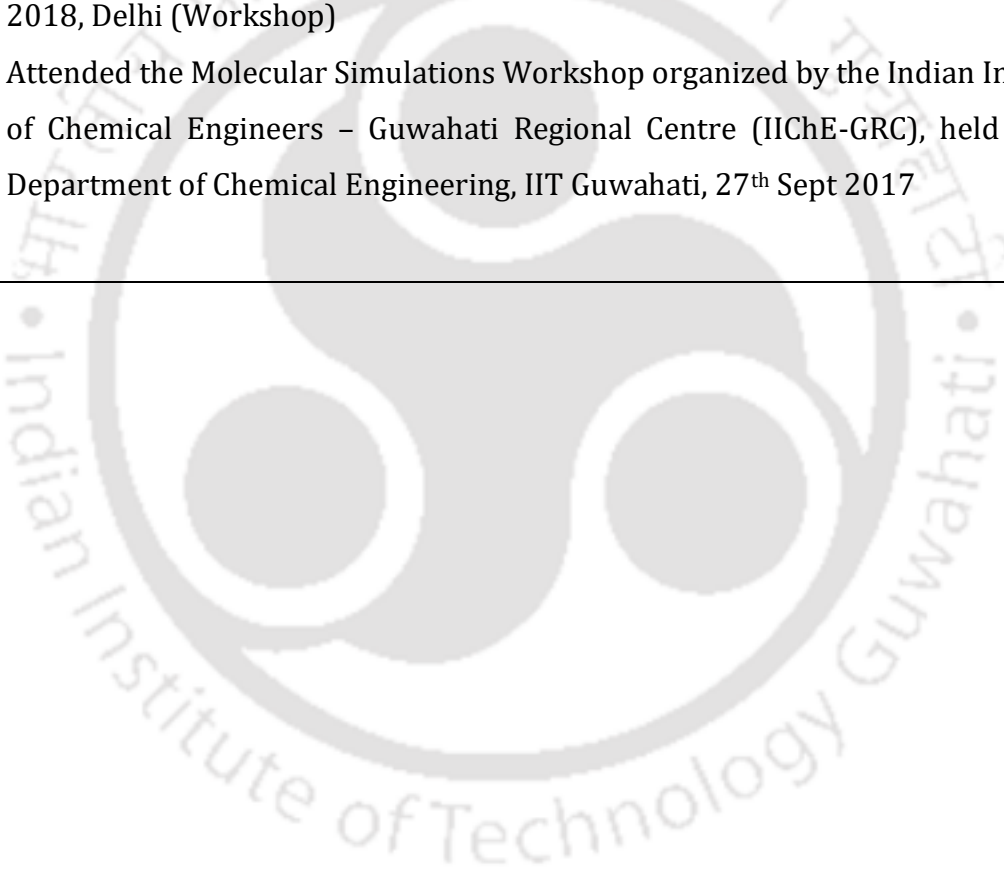 2018, Delhi (Workshop)
Attended the Molecular Simulations Workshop organized by the Indian In
of Chemical Engineers – Guwahati Regional Centre (IIChE-GRC), held
Department of Chemical Engineering, IIT Guwahati, 27th Sept 2017
• Indian Institute of Technology Guwahati •